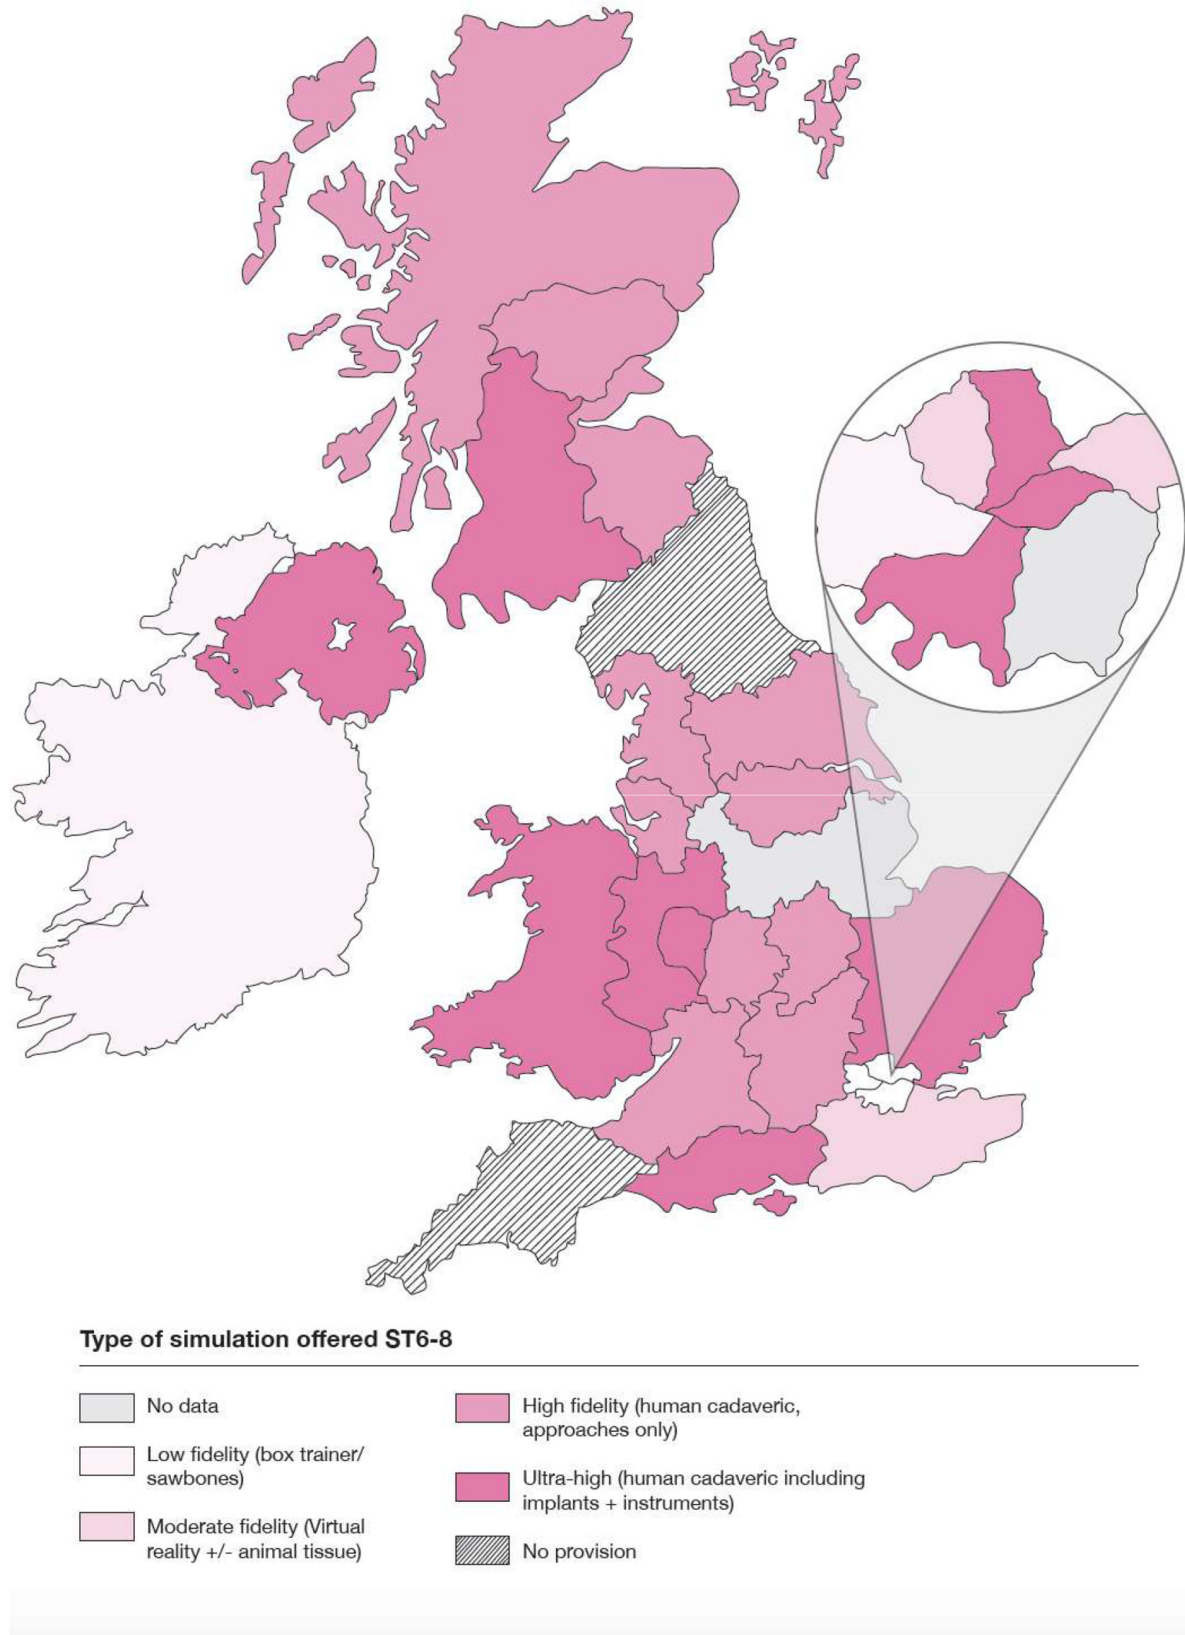 Type of simulation offered ST6-8
No data
Low fidelity (box trainer/
sawbones)
Moderate fidelity (Virtual
reality +/- animal tissue)
High fidelity (human cadaveric,
approaches only)
Ultra-high (human cadaveric including
implants + instruments)
No provision